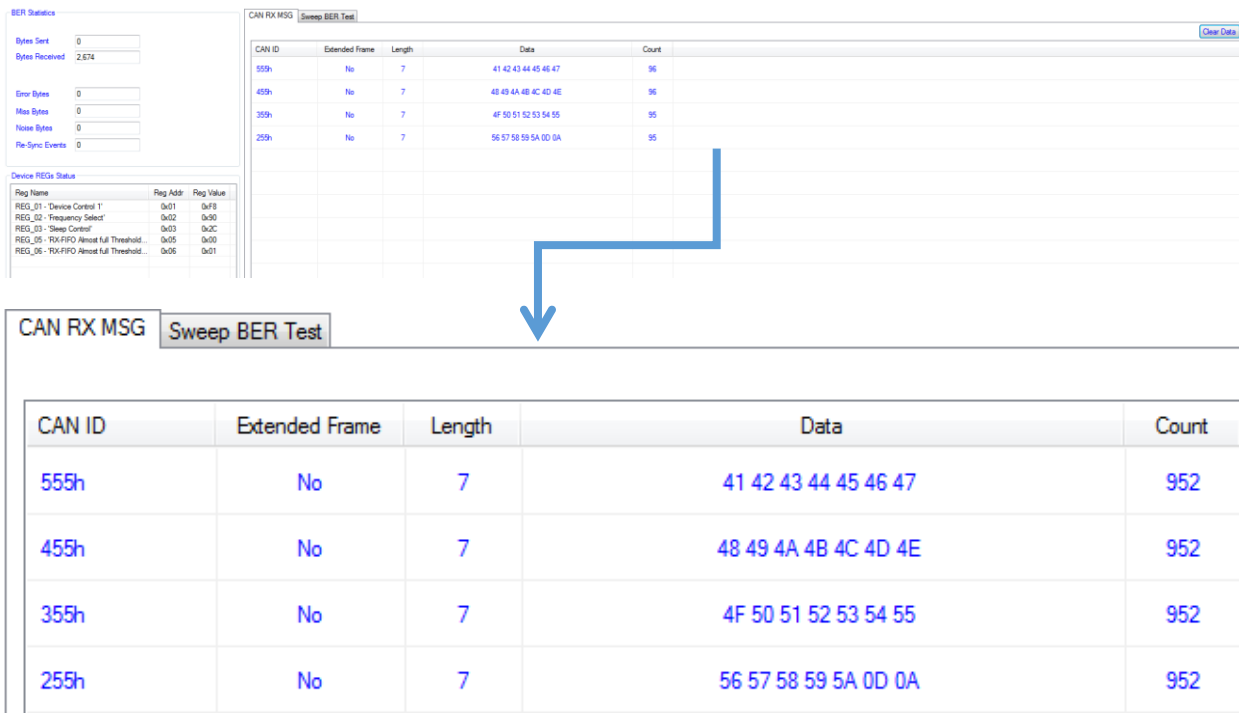 BER Statistics
Bytes Sent 0
Bytes Received 2,674
Error Bytes 0
Miss Bytes 0
Noise Bytes 0
Re-Sync Events 0
Device REGs Status
Reg Name Reg Addr Reg Value
REG_01 - 'Device Control 1' 0x01 0xF8
REG_02 - 'Frequency Select' 0x02 0x90
REG_03 - 'Sleep Control' 0x03 0x2C
REG_05 - 'RX-FIFO Almost full Threshold... 0x05 0x00
REG_06 - 'RX-FIFO Almost full Threshold... 0x06 0x01
CAN RX MSG Sweep BER Test
Clear Data
CAN ID Extended Frame Length Data Count
555h No 7 41 42 43 44 45 46 47 96
455h No 7 48 49 4A 4B 4C 4D 4E 96
355h No 7 4F 50 51 52 53 54 55 95
255h No 7 56 57 58 59 5A 0D 0A 95
CAN RX MSG Sweep BER Test
CAN ID Extended Frame Length Data Count
555h No 7 41 42 43 44 45 46 47 952
455h No 7 48 49 4A 4B 4C 4D 4E 952
355h No 7 4F 50 51 52 53 54 55 952
255h No 7 56 57 58 59 5A 0D 0A 952